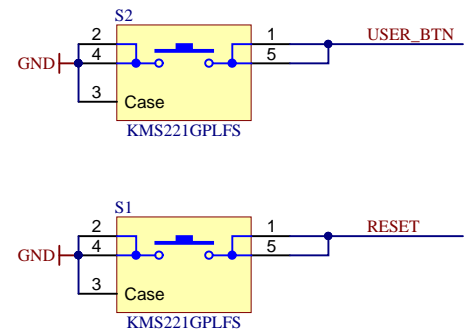 S2
2 1 USER_BTN
GND 4 5
3 Case
KMS221GPLFS
S1
2 1 RESET
GND 4 5
3 Case
KMS221GPLFS